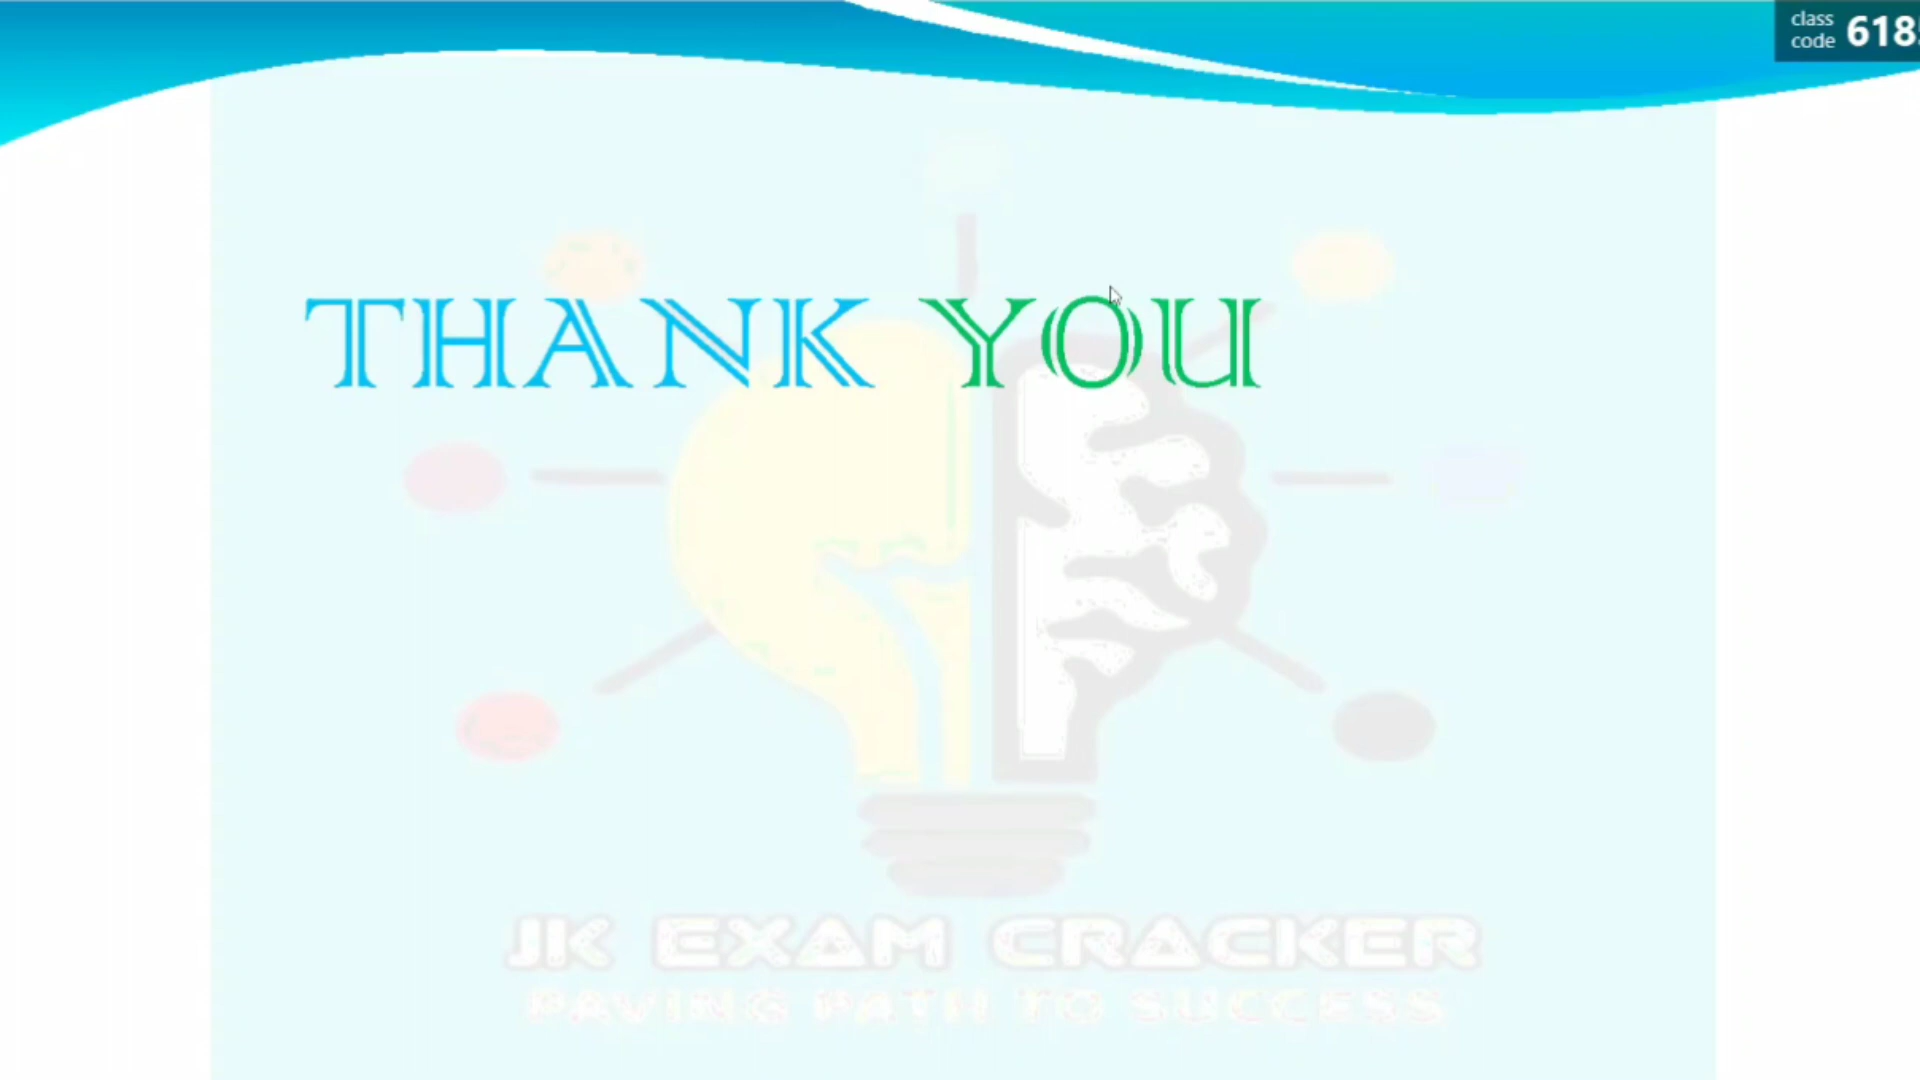 class
code 618
THANK YOU
JK EXAM CRACKER
PAVING PATH TO SUCCESS